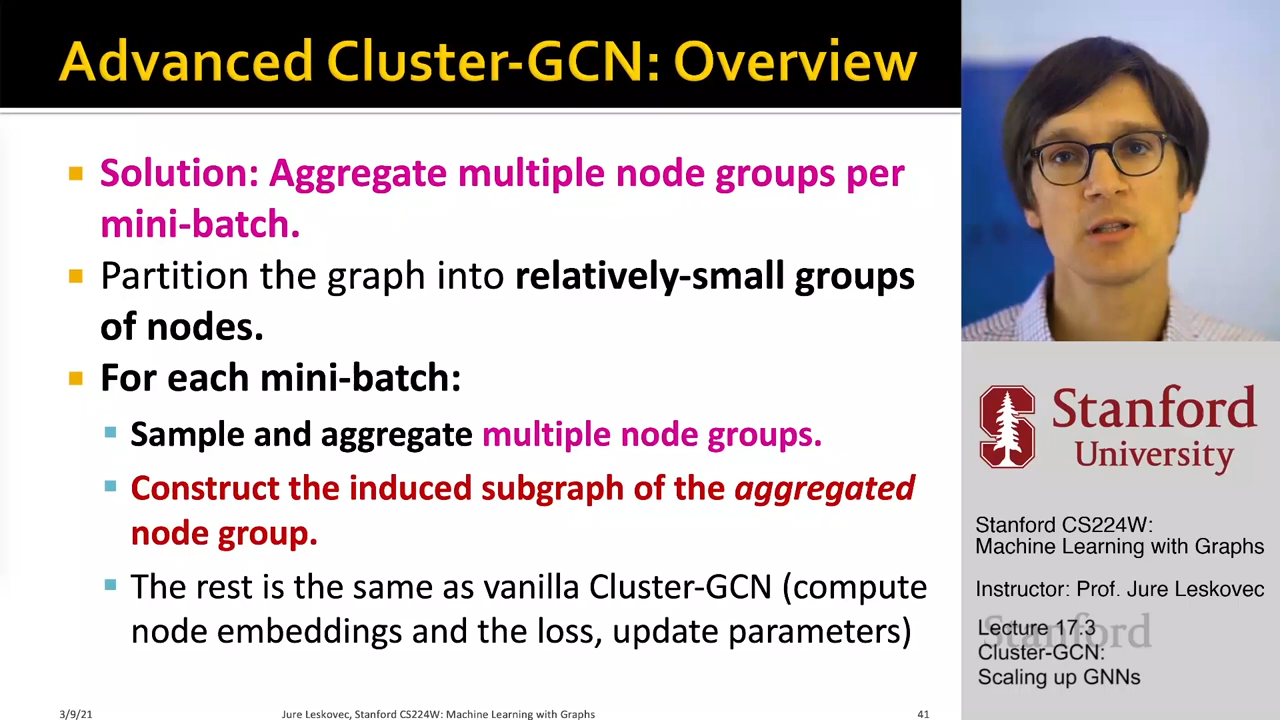 Advanced Cluster-GCN: Overview
Solution: Aggregate multiple node groups per
mini-batch.
Partition the graph into relatively-small groups
of nodes.
For each mini-batch:
Sample and aggregate multiple node groups.
Construct the induced subgraph of the aggregated
node group.
The rest is the same as vanilla Cluster-GCN (compute
node embeddings and the loss, update parameters)
3/9/21
Jure Leskovec, Stanford CS224W: Machine Learning with Graphs
41
S
Stanford
University
Stanford CS224W:
Machine Learning with Graphs
Instructor: Prof. Jure Leskovec
Stanford
Lecture 17.3
Cluster-GCN:
Scaling up GNNs